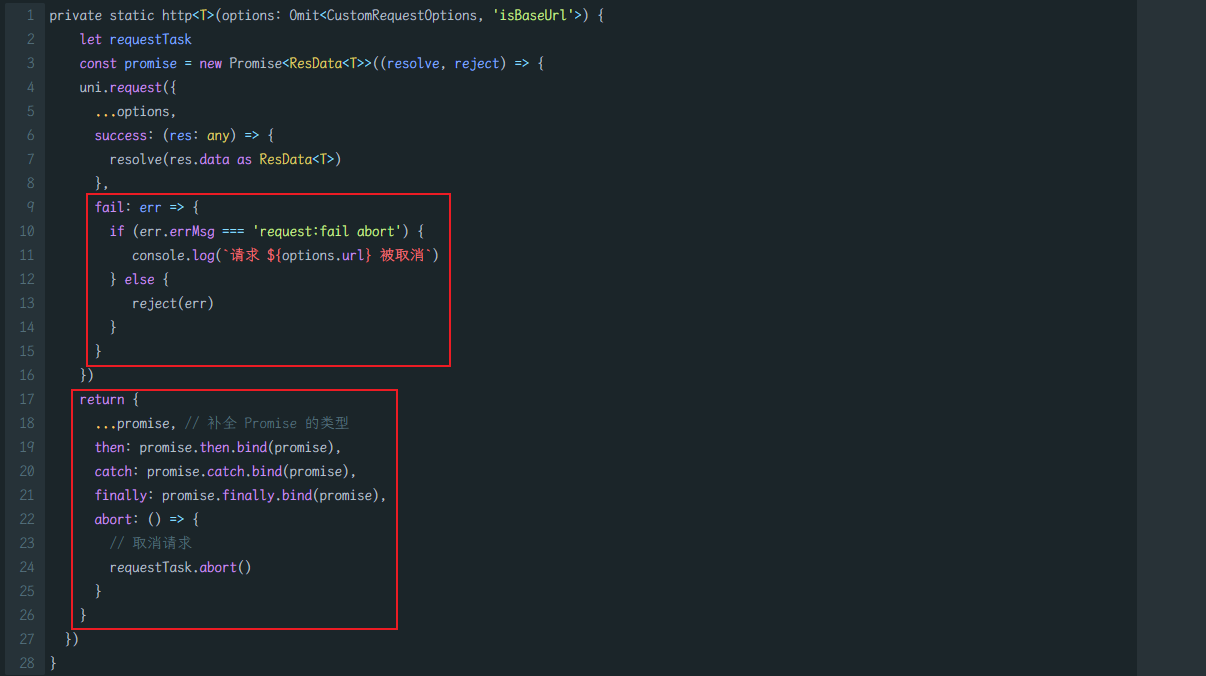 1 private static http<T>(options: Omit<CustomRequestOptions, 'isBaseUrl'>) {
2 let requestTask
3 const promise = new Promise<ResData<T>>((resolve, reject) => {
4 uni.request({
5 ...options,
6 success: (res: any) => {
7 resolve(res.data as ResData<T>)
8 },
9 fail: err => {
10 if (err.errMsg === 'request:fail abort') {
11 console.log(`请求 ${options.url} 被取消`)
12 } else {
13 reject(err)
14 }
15 }
16 })
17 return {
18 ...promise, // 补全 Promise 的类型
19 then: promise.then.bind(promise),
20 catch: promise.catch.bind(promise),
21 finally: promise.finally.bind(promise),
22 abort: () => {
23 // 取消请求
24 requestTask.abort()
25 }
26 }
27 })
28 }